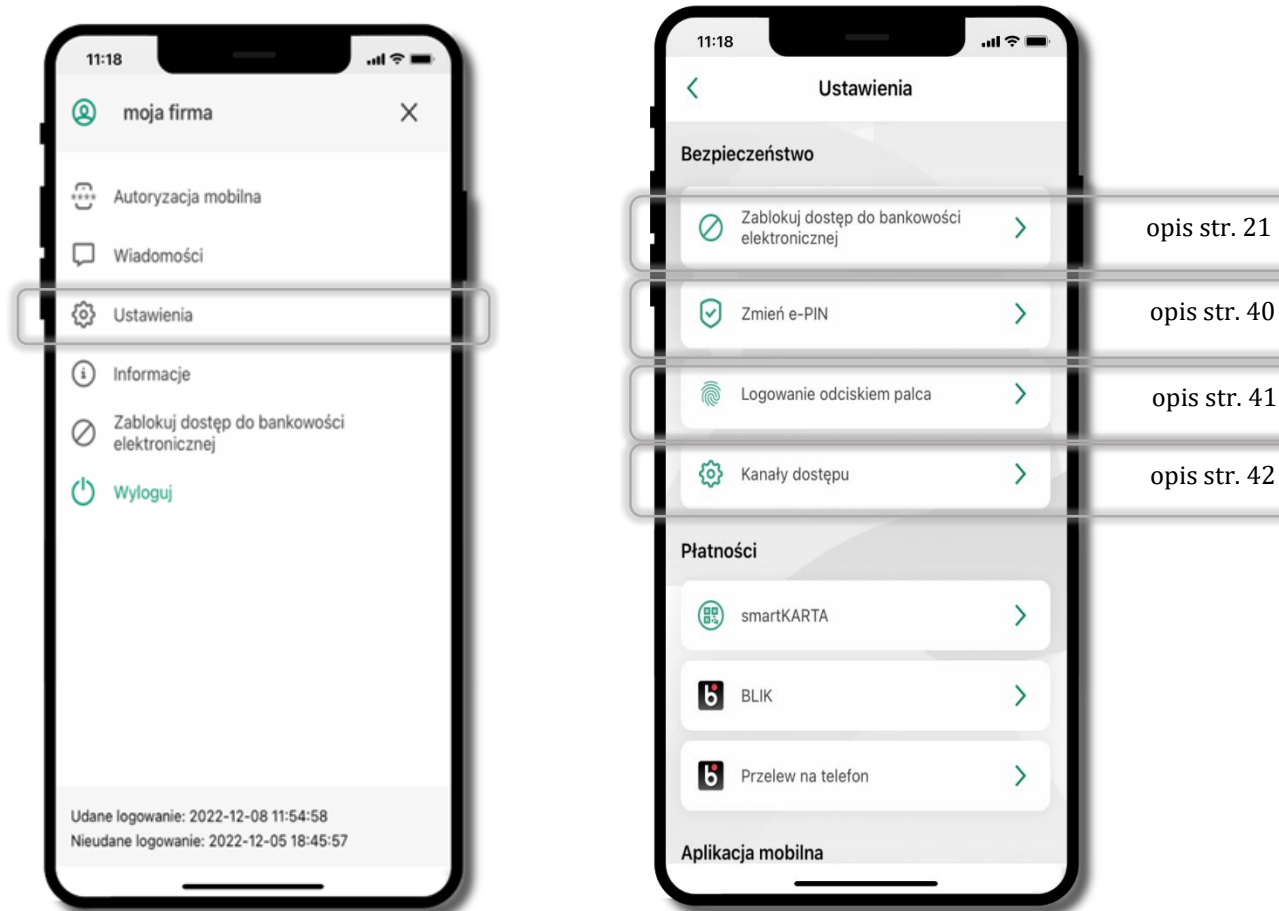 11:18
moja firma
Autoryzacja mobilna
Wiadomości
Ustawienia
Informacje
Zablokuj dostęp do bankowości
elektronicznej
Wyloguj
Udane logowanie: 2022-12-08 11:54:58
Nieudane logowanie: 2022-12-05 18:45:57
11:18
Ustawienia
Bezpieczeństwo
Zablokuj dostęp do bankowości
elektronicznej
opis str. 21
Zmień e-PIN
opis str. 40
Logowanie odciskiem palca
opis str. 41
Kanały dostępu
opis str. 42
Płatności
smartKARTA
BLIK
Przelew na telefon
Aplikacja mobilna